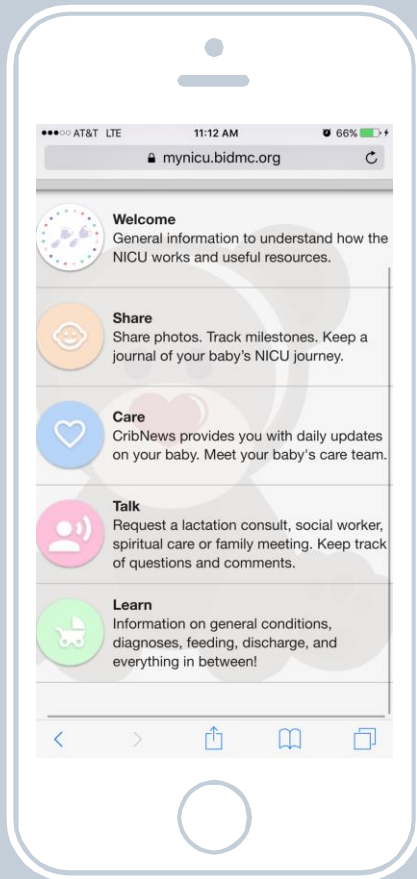 AT&T LTE 11:12 AM 66%
mynicu.bidmc.org
Welcome
General information to understand how the
NICU works and useful resources.
Share
Share photos. Track milestones. Keep a
journal of your baby's NICU journey.
Care
CribNews provides you with daily updates
on your baby. Meet your baby's care team.
Talk
Request a lactation consult, social worker,
spiritual care or family meeting. Keep track
of questions and comments.
Learn
Information on general conditions,
diagnoses, feeding, discharge, and
everything in between!